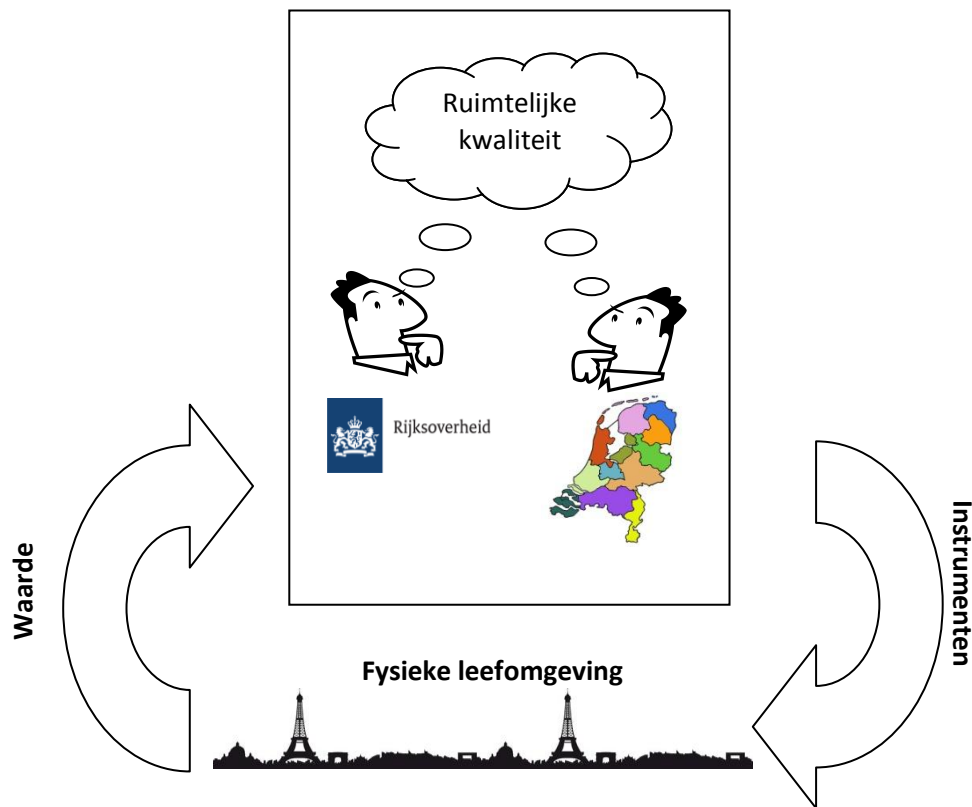 Ruimtelijke
kwaliteit
Rijksoverheid
Waarde
Instrumenten
Fysieke leefomgeving